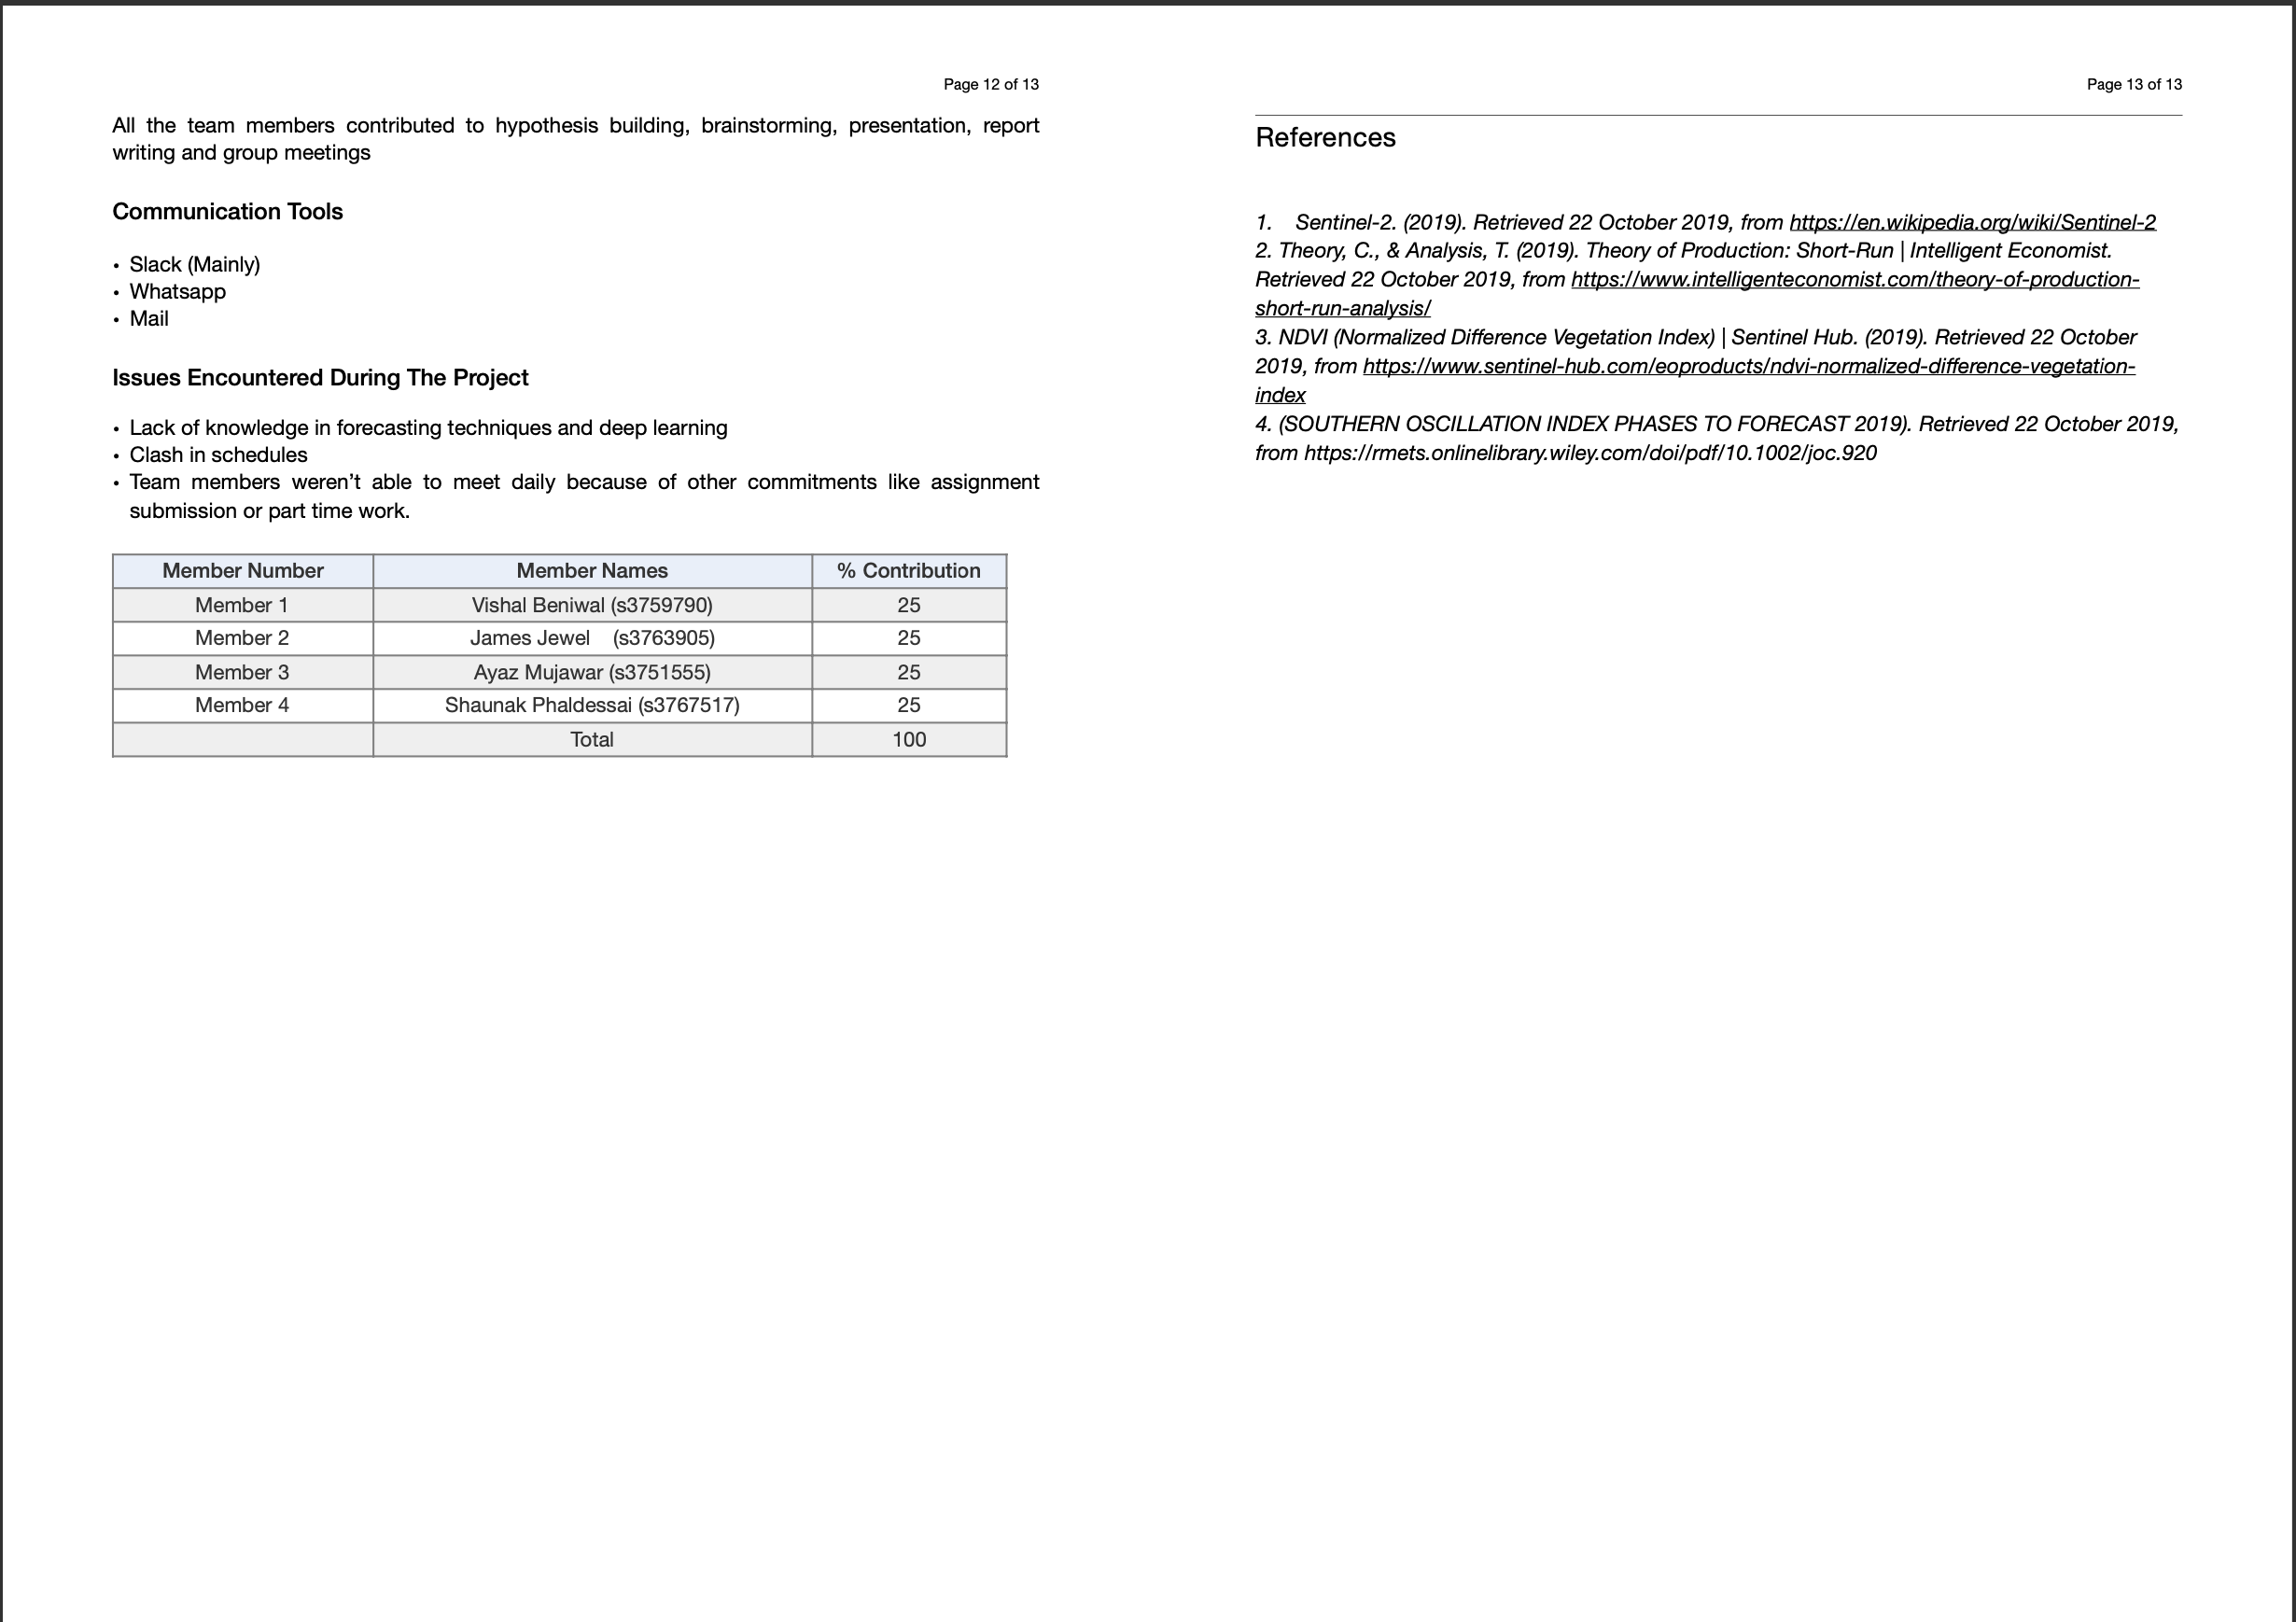 Page 12 of 13
All the team members contributed to hypothesis building, brainstorming, presentation, report
writing and group meetings
Communication Tools
• Slack (Mainly)
• Whatsapp
• Mail
Issues Encountered During The Project
• Lack of knowledge in forecasting techniques and deep learning
• Clash in schedules
• Team members weren’t able to meet daily because of other commitments like assignment
submission or part time work.
Member Number Member Names % Contribution
Member 1 Vishal Beniwal (s3759790) 25
Member 2 James Jewel (s3763905) 25
Member 3 Ayaz Mujawar (s3751555) 25
Member 4 Shaunak Phaldessai (s3767517) 25
Total 100
Page 13 of 13
References
1. Sentinel-2. (2019). Retrieved 22 October 2019, from https://en.wikipedia.org/wiki/Sentinel-2
2. Theory, C., & Analysis, T. (2019). Theory of Production: Short-Run | Intelligent Economist.
Retrieved 22 October 2019, from https://www.intelligenteconomist.com/theory-of-production-
short-run-analysis/
3. NDVI (Normalized Difference Vegetation Index) | Sentinel Hub. (2019). Retrieved 22 October
2019, from https://www.sentinel-hub.com/eoproducts/ndvi-normalized-difference-vegetation-
index
4. (SOUTHERN OSCILLATION INDEX PHASES TO FORECAST 2019). Retrieved 22 October 2019,
from https://rmets.onlinelibrary.wiley.com/doi/pdf/10.1002/joc.920